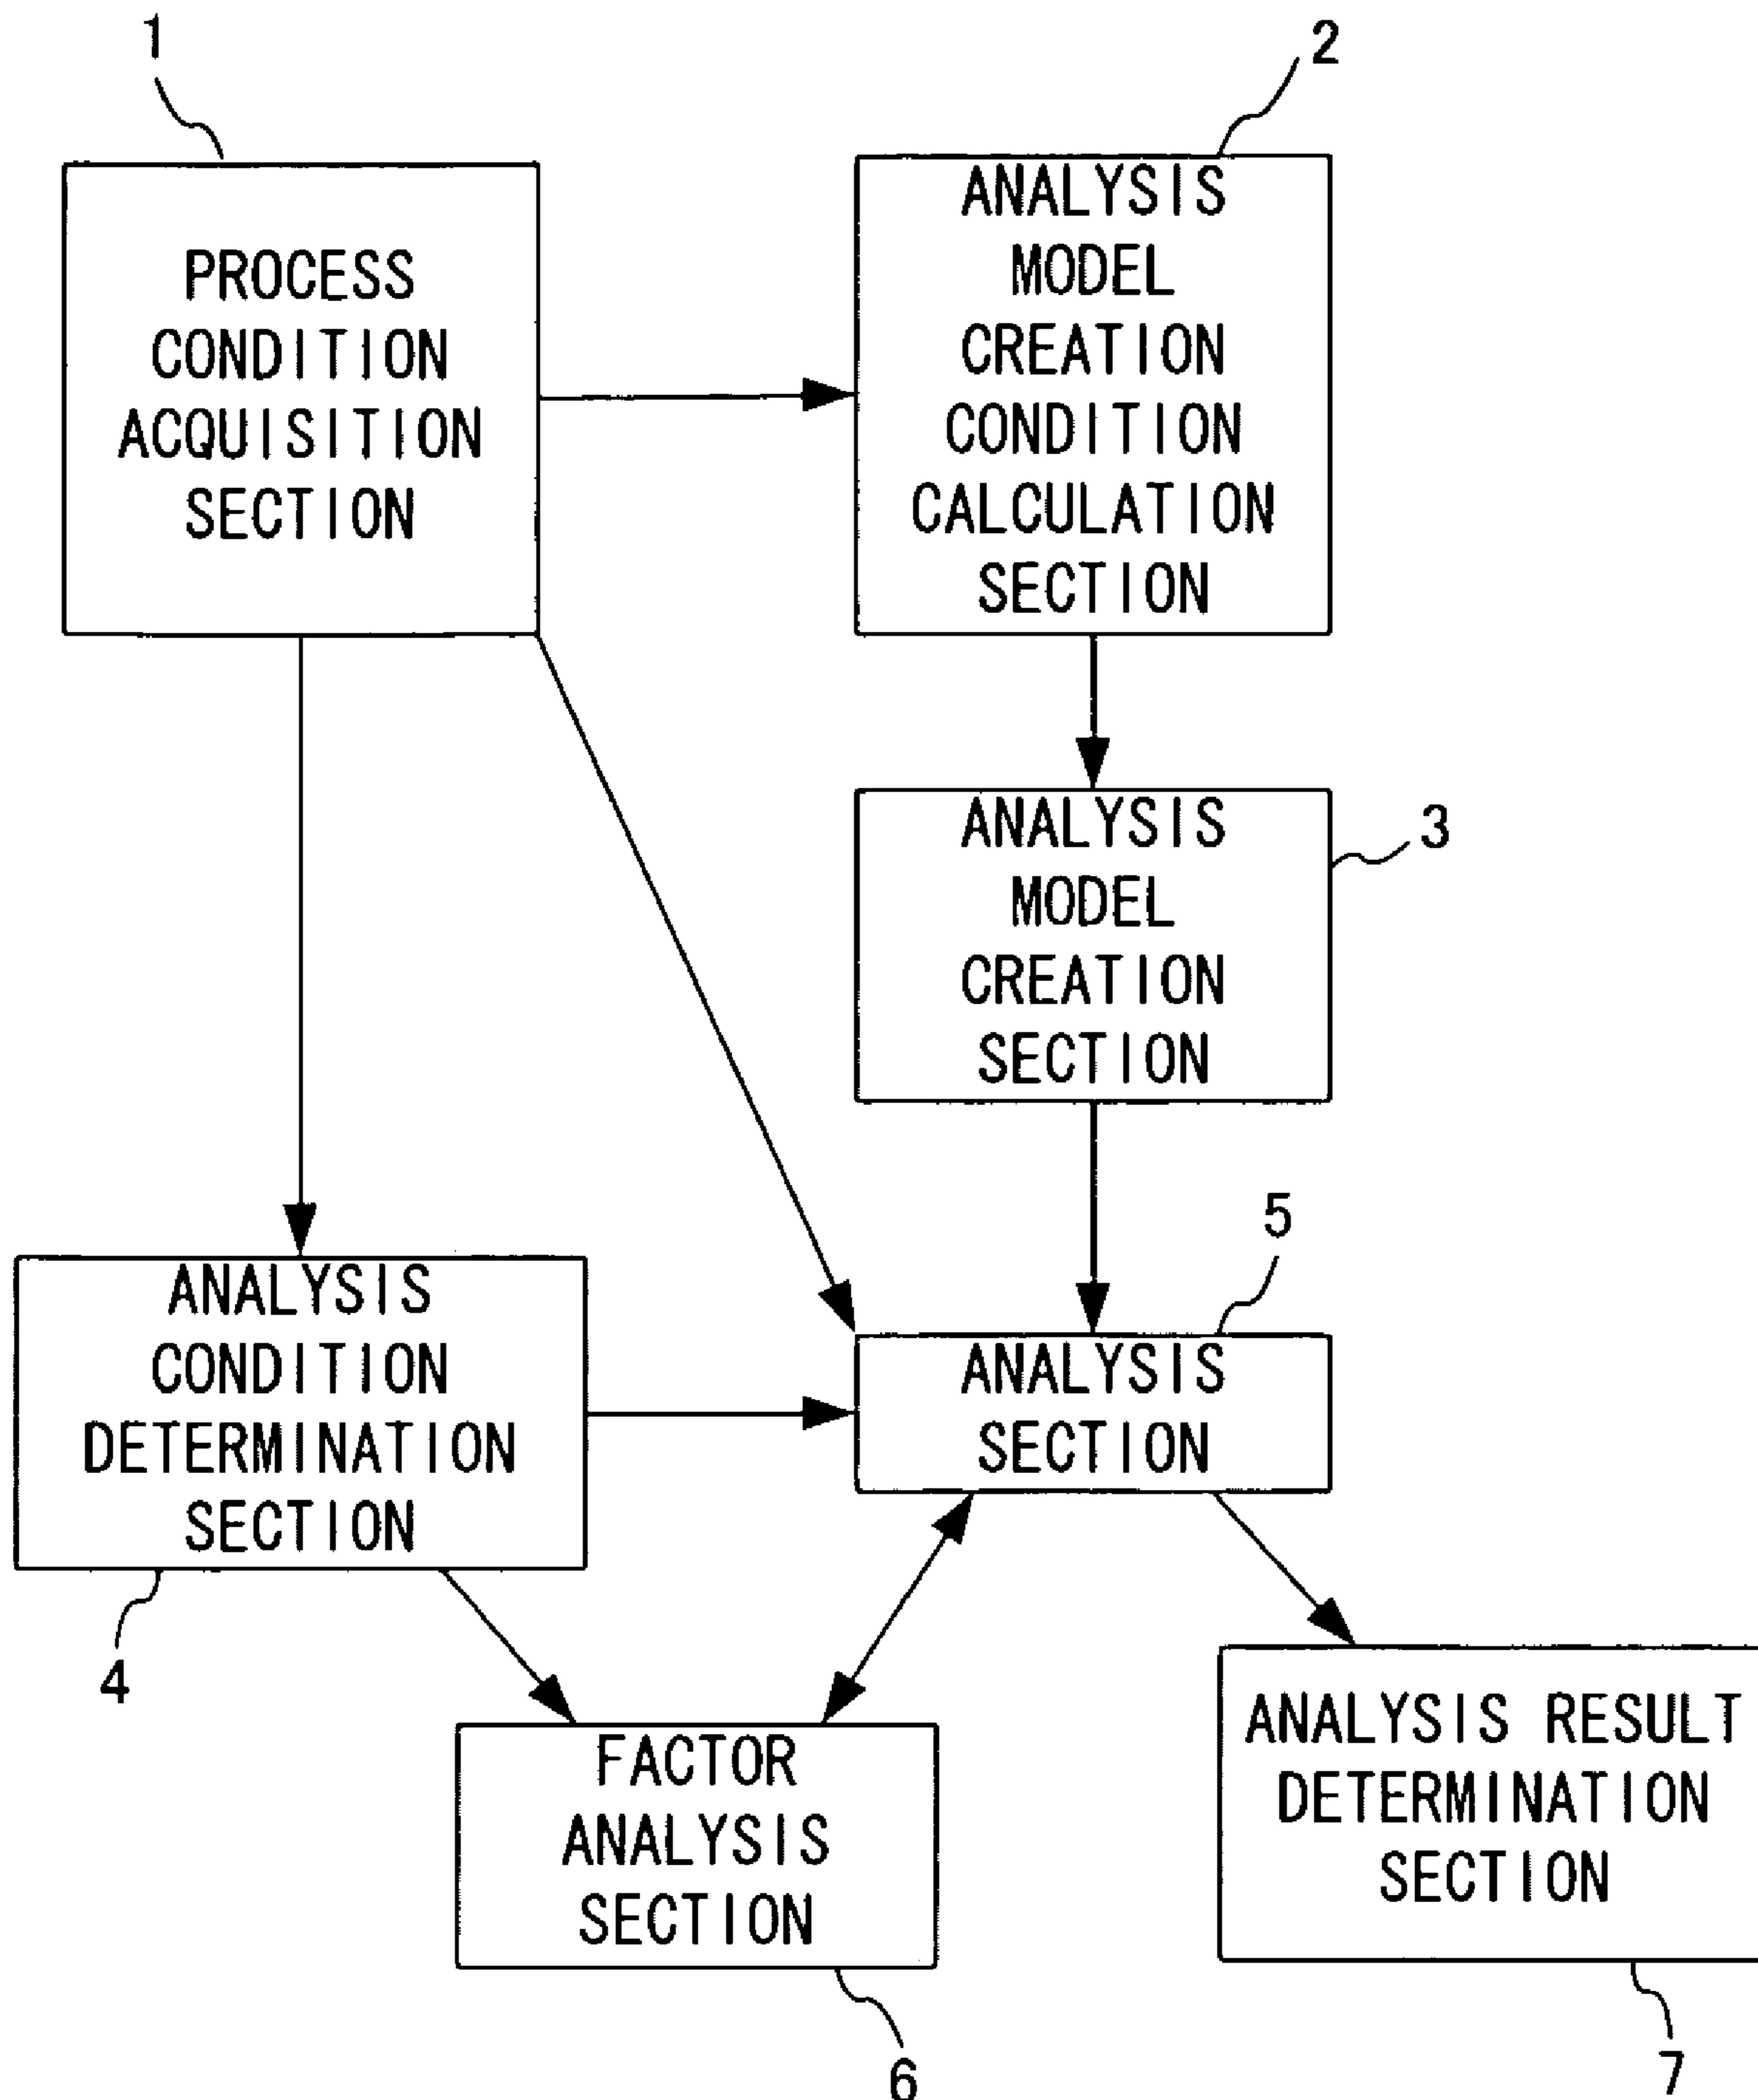 1
2
PROCESS
CONDITION
ACQUISITION
SECTION
ANALYSIS
MODEL
CREATION
CONDITION
CALCULATION
SECTION
ANALYSIS
MODEL
CREATION
SECTION
3
ANALYSIS
CONDITION
DETERMINATION
SECTION
4
5
ANALYSIS
SECTION
FACTOR
ANALYSIS
SECTION
6
ANALYSIS RESULT
DETERMINATION
SECTION
7